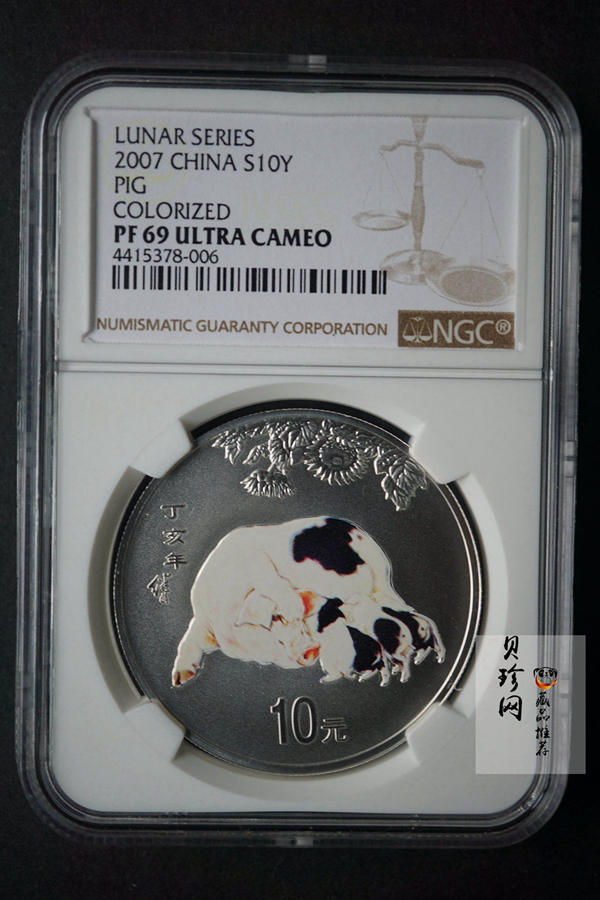 LUNAR SERIES
2007 CHINA S10Y
PIG
COLORIZED
PF 69 ULTRA CAMEO
4415378-006
NUMISMATIC GUARANTY CORPORATION
NGC®
丁亥年
10元
贝珍网
藏品推荐